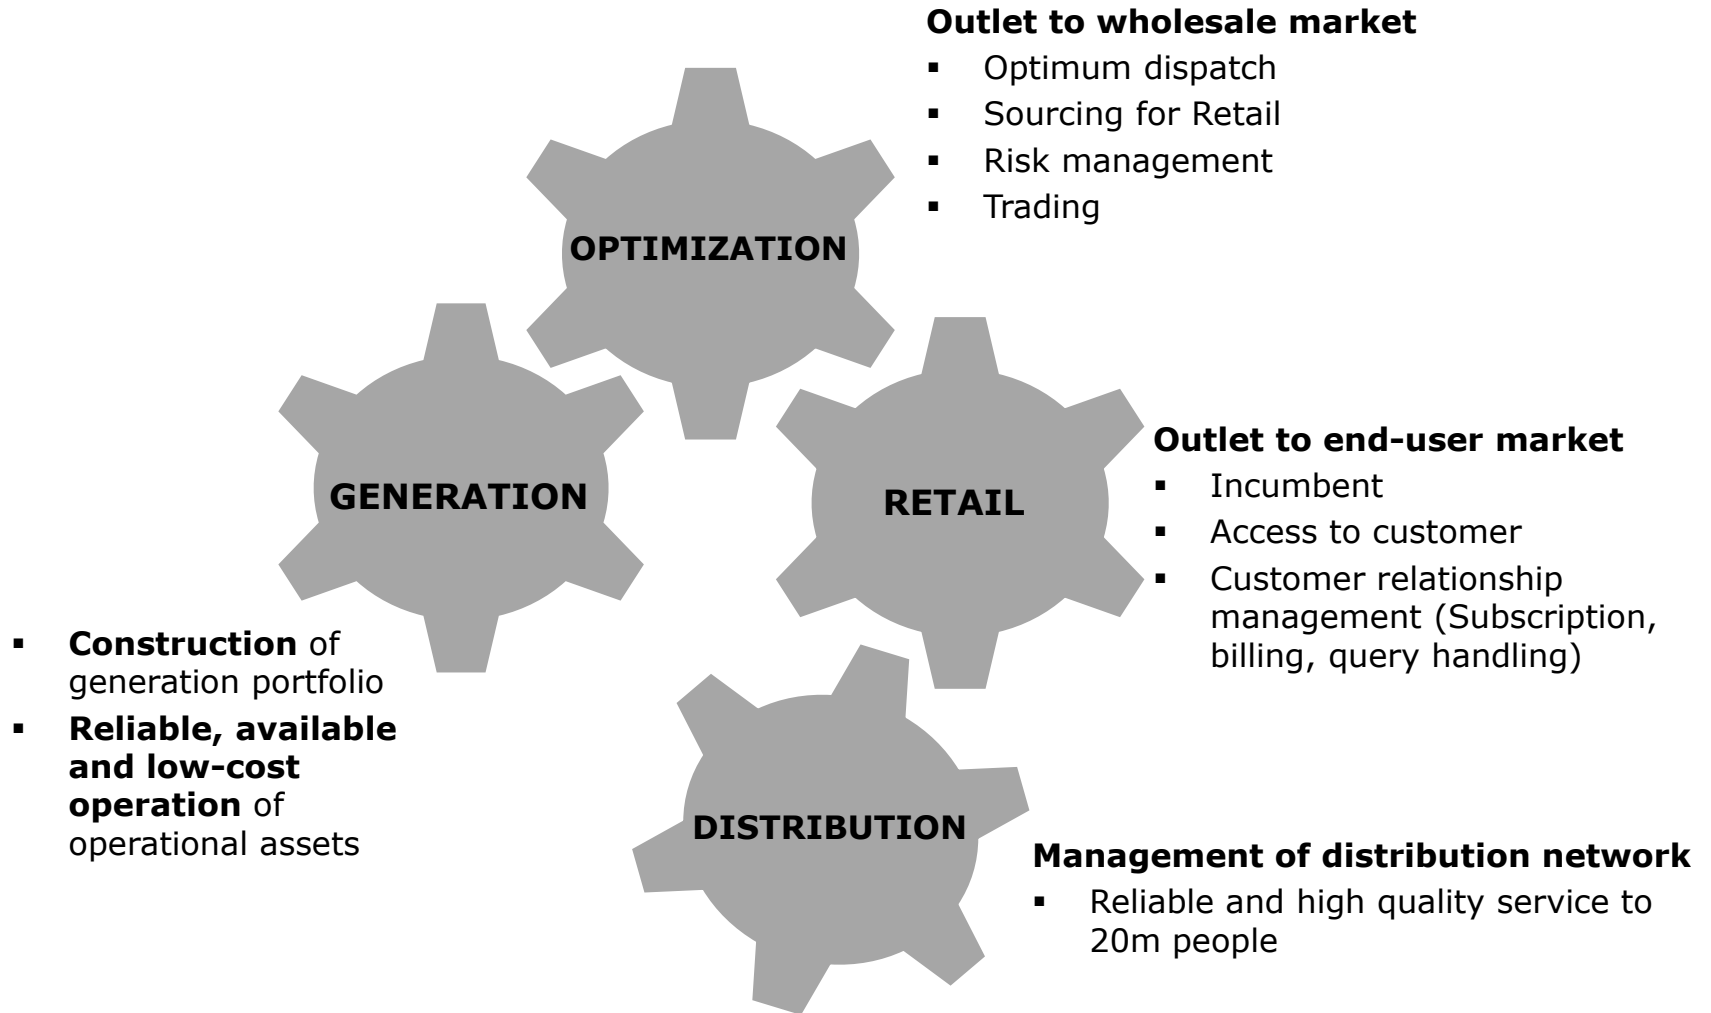 Outlet to wholesale market
▪ Optimum dispatch
▪ Sourcing for Retail
▪ Risk management
▪ Trading
OPTIMIZATION
GENERATION
RETAIL
Outlet to end-user market
▪ Incumbent
▪ Access to customer
▪ Customer relationship
management (Subscription,
billing, query handling)
▪ Construction of
generation portfolio
▪ Reliable, available
and low-cost
operation of
operational assets
DISTRIBUTION
Management of distribution network
▪ Reliable and high quality service to
20m people